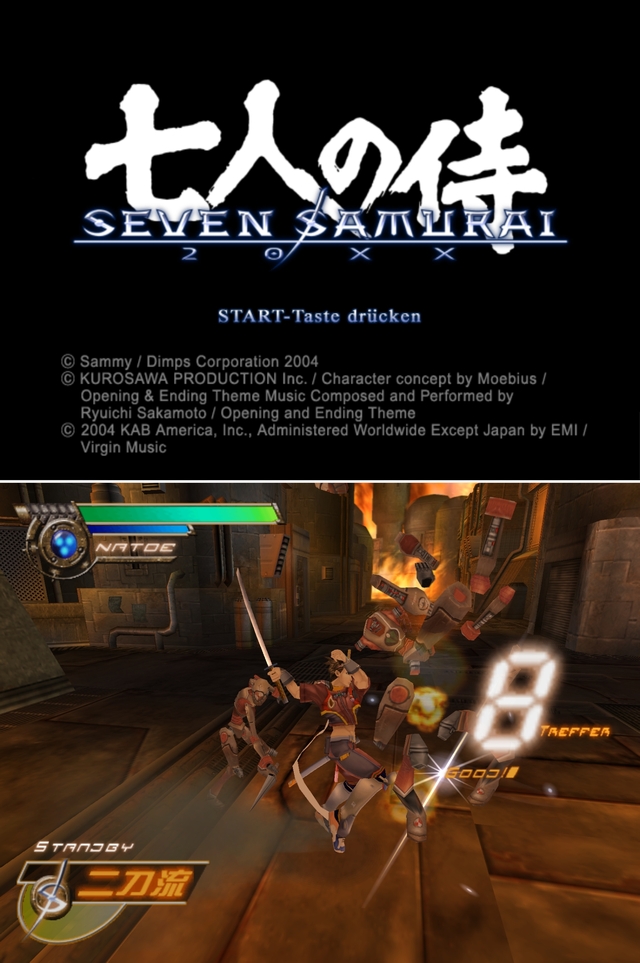 七人の侍
SEVEN SAMURAI
20XX
START-Taste drücken
© Sammy / Dimps Corporation 2004
© KUROSAWA PRODUCTION Inc. / Character concept by Moebius /
Opening & Ending Theme Music Composed and Performed by
Ryuichi Sakamoto / Opening and Ending Theme
© 2004 KAB America, Inc., Administered Worldwide Except Japan by EMI /
Virgin Music
NATOE
8 TREFFER
GOOD!
STANDBY
二刀流